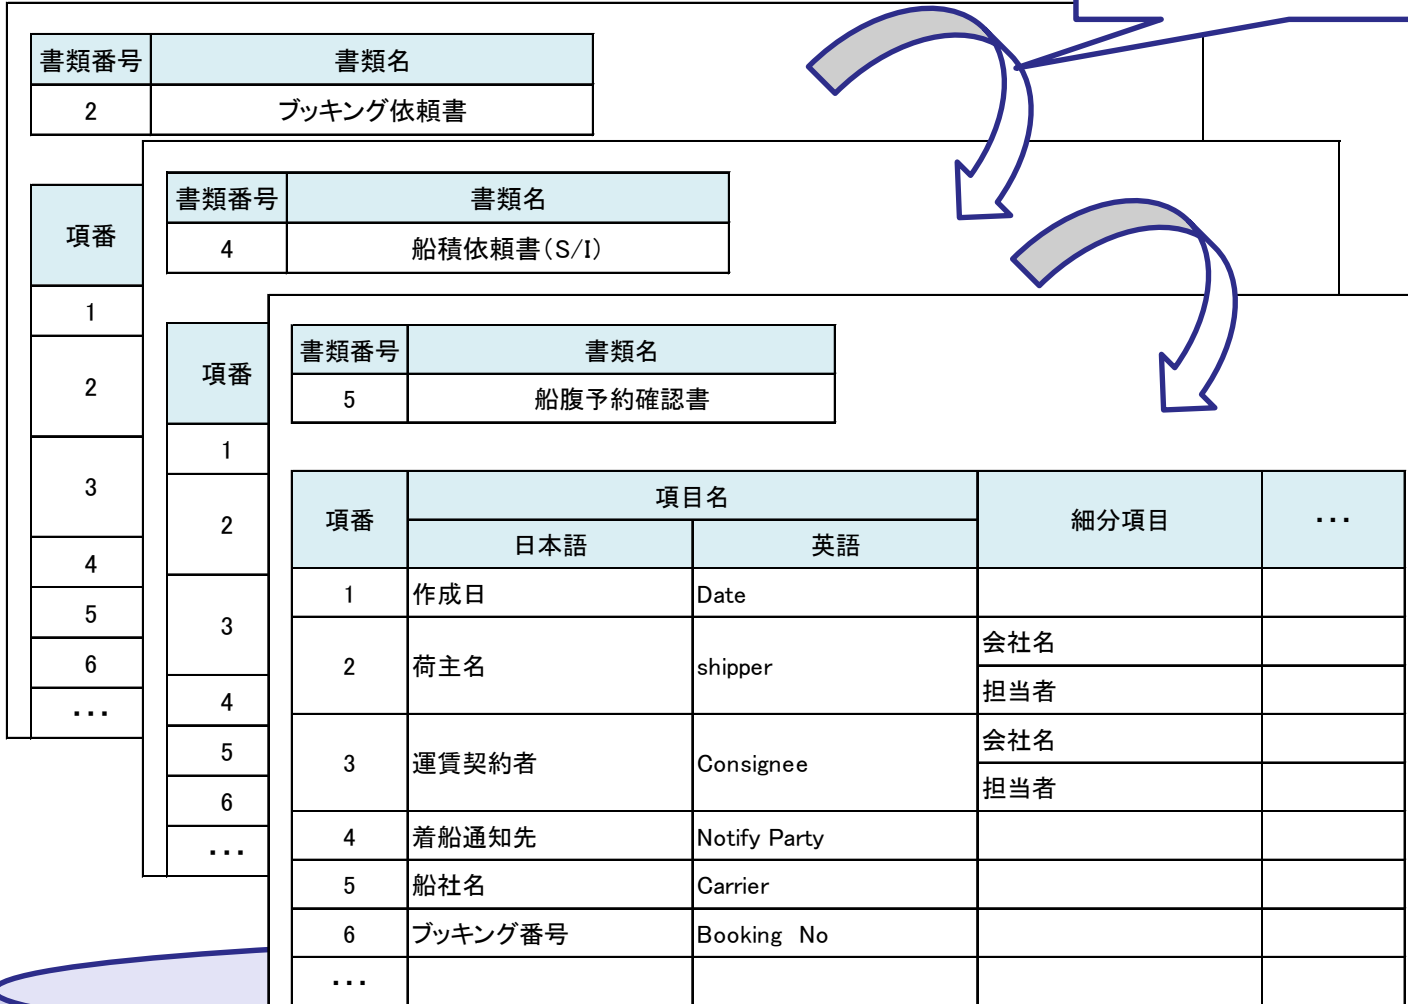 書類番号 書類名
2 ブッキング依頼書
項番
1
2
3
4
5
6
・・・
書類番号 書類名
4 船積依頼書(S/I)
項番
1
2
3
4
5
6
・・・
書類番号 書類名
5 船腹予約確認書
項番 項目名 細分項目 ・・・
日本語 英語
1 作成日 Date
2 荷主名 shipper 会社名
担当者
3 運賃契約者 Consignee 会社名
担当者
4 着船通知先 Notify Party
5 船社名 Carrier
6 ブッキング番号 Booking No
・・・